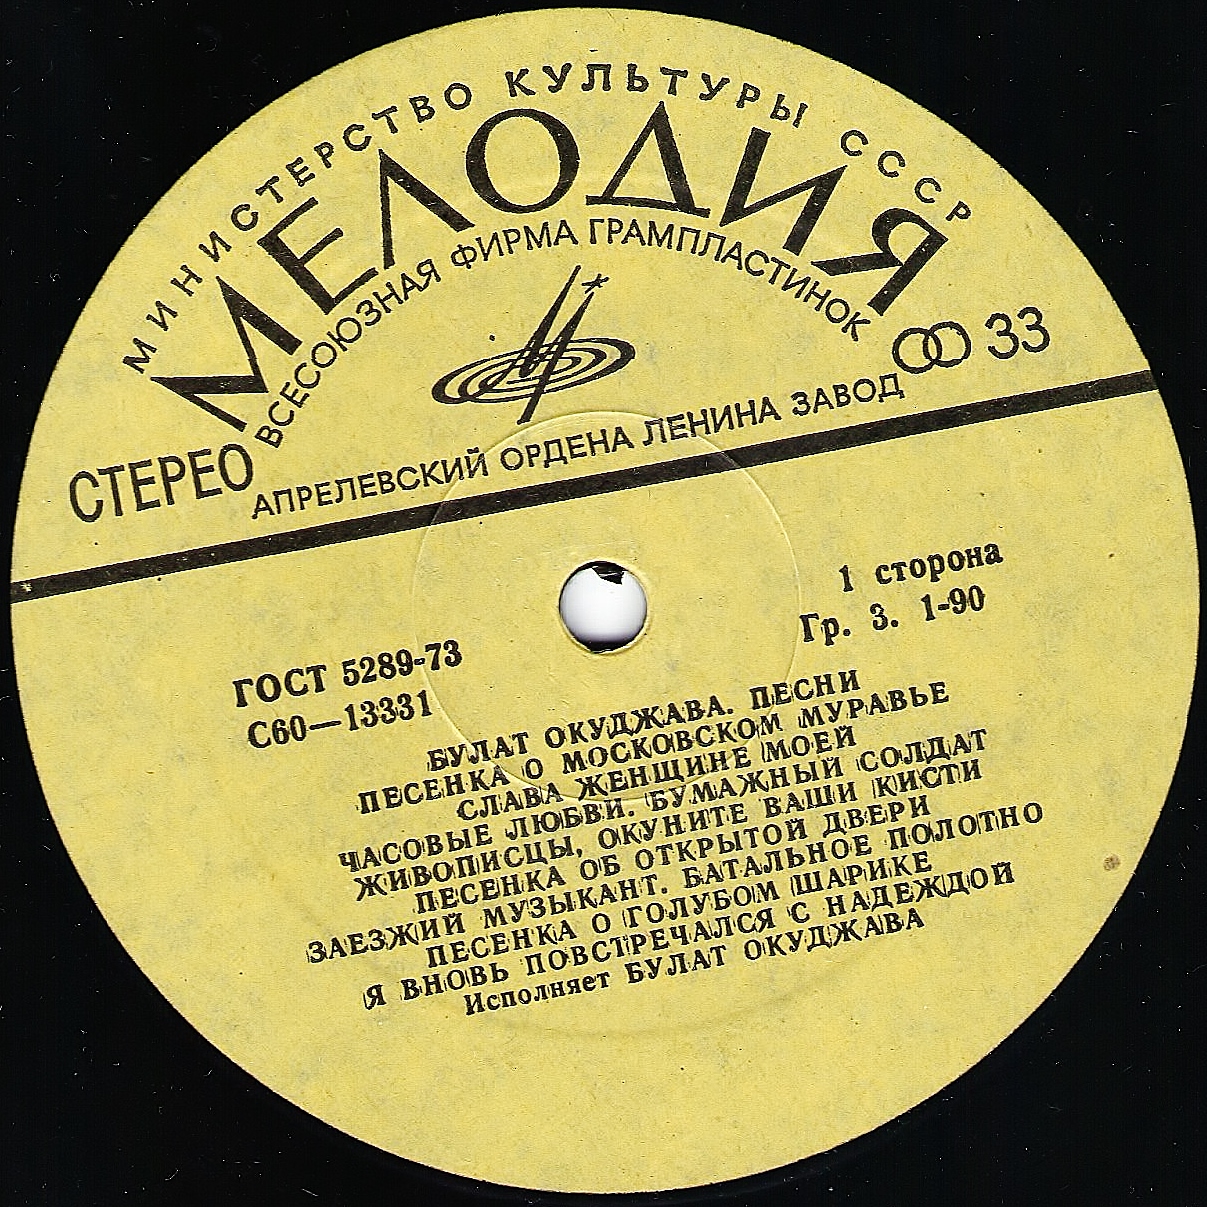 МИНИСТЕРСТВО КУЛЬТУРЫ СССР
МЕЛОДИЯ
ВСЕСОЮЗНАЯ ФИРМА ГРАМПЛАСТИНОК
СТЕРЕО
33
АПРЕЛЕВСКИЙ ОРДЕНА ЛЕНИНА ЗАВОД
1 сторона
Гр. 3. 1-90
ГОСТ 5289-73
С60—13331
БУЛАТ ОКУДЖАВА. ПЕСНИ
ПЕСЕНКА О МОСКОВСКОМ МУРАВЬЕ
СЛАВА ЖЕНЩИНЕ МОЕЙ
ЧАСОВЫЕ ЛЮБВИ. БУМАЖНЫЙ СОЛДАТ
ЖИВОПИСЦЫ, ОКУНИТЕ ВАШИ КИСТИ
ПЕСЕНКА ОБ ОТКРЫТОЙ ДВЕРИ
ЗАЕЗЖИЙ МУЗЫКАНТ. БАТАЛЬНОЕ ПОЛОТНО
ПЕСЕНКА О ГОЛУБОМ ШАРИКЕ
Я ВНОВЬ ПОВСТРЕЧАЛСЯ С НАДЕЖДОЙ
Исполняет БУЛАТ ОКУДЖАВА